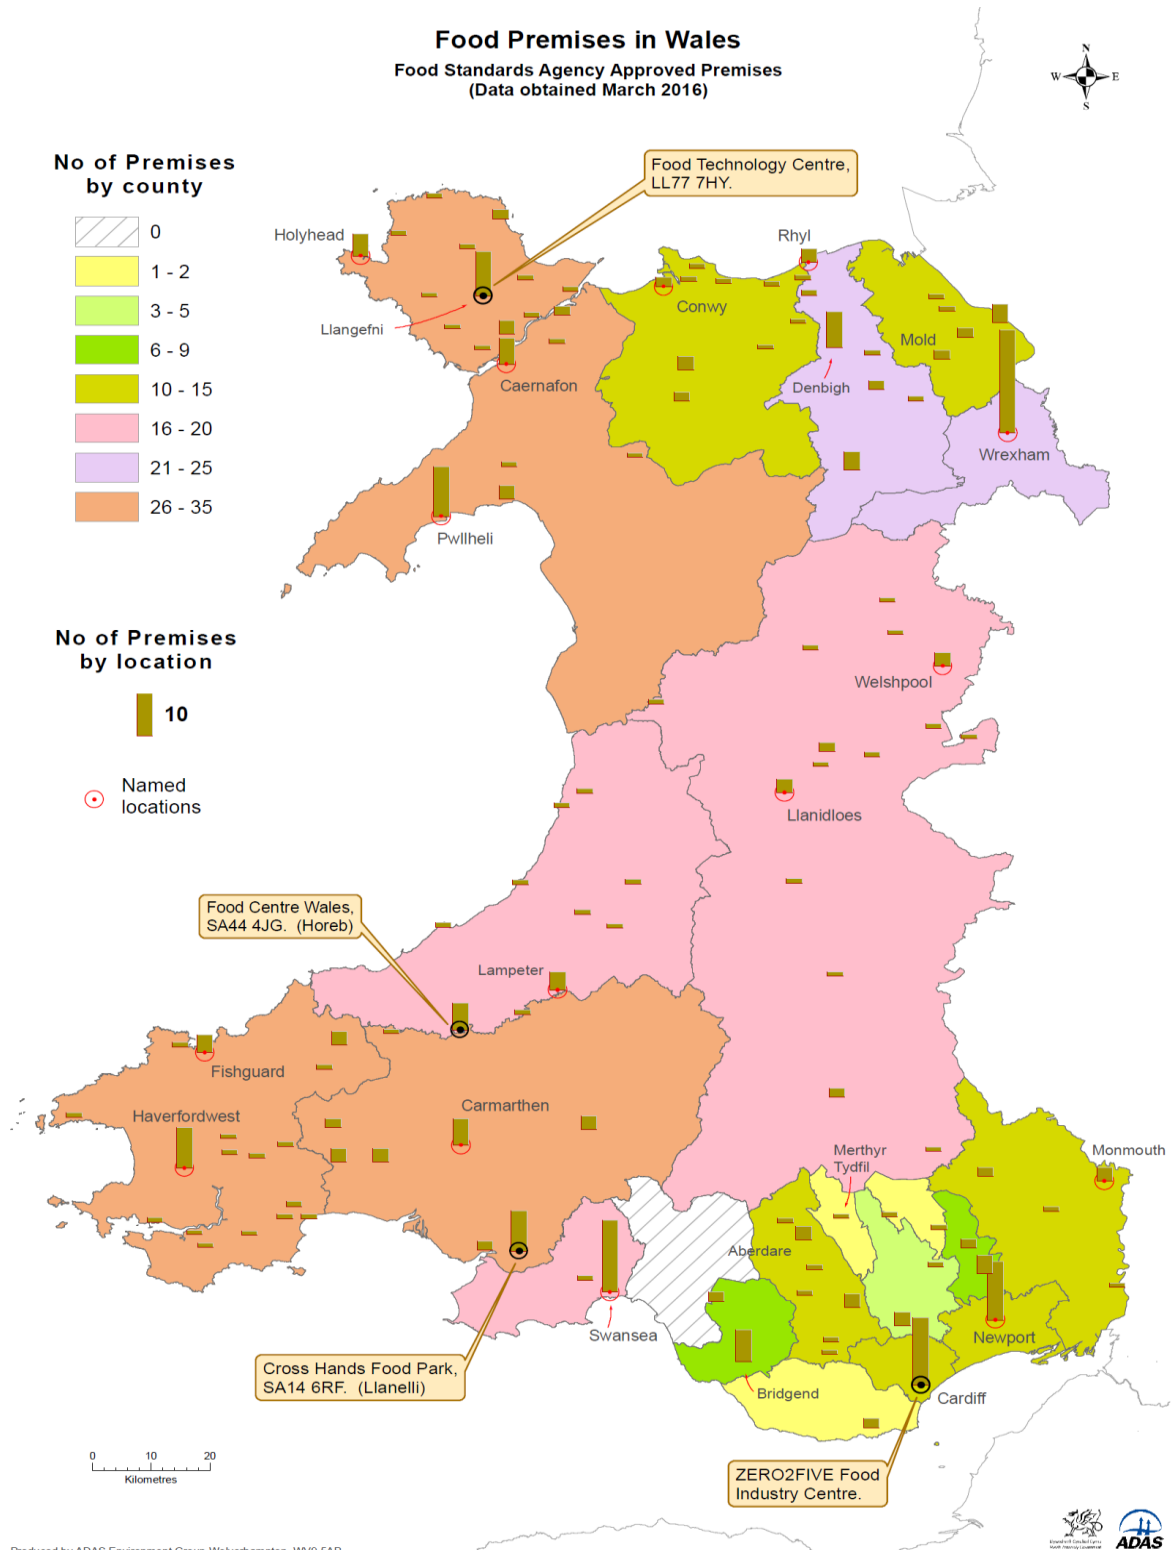 Food Premises in Wales
Food Standards Agency Approved Premises
(Data obtained March 2016)
N
W
E
S
No of Premises
by county
0
1 - 2
3 - 5
6 - 9
10 - 15
16 - 20
21 - 25
26 - 35
No of Premises
by location
10
Named
locations
Food Technology Centre,
LL77 7HY.
Holyhead
Rhyl
Llangefni
Conwy
Mold
Caernafon
Denbigh
Wrexham
Pwllheli
Welshpool
Llanidloes
Food Centre Wales,
SA44 4JG. (Horeb)
Lampeter
Fishguard
Haverfordwest
Carmarthen
Merthyr
Tydfil
Monmouth
Aberdare
Swansea
Newport
Bridgend
Cardiff
Cross Hands Food Park,
SA14 6RF. (Llanelli)
ZERO2FIVE Food
Industry Centre.
0 10 20
Kilometres
ADAS